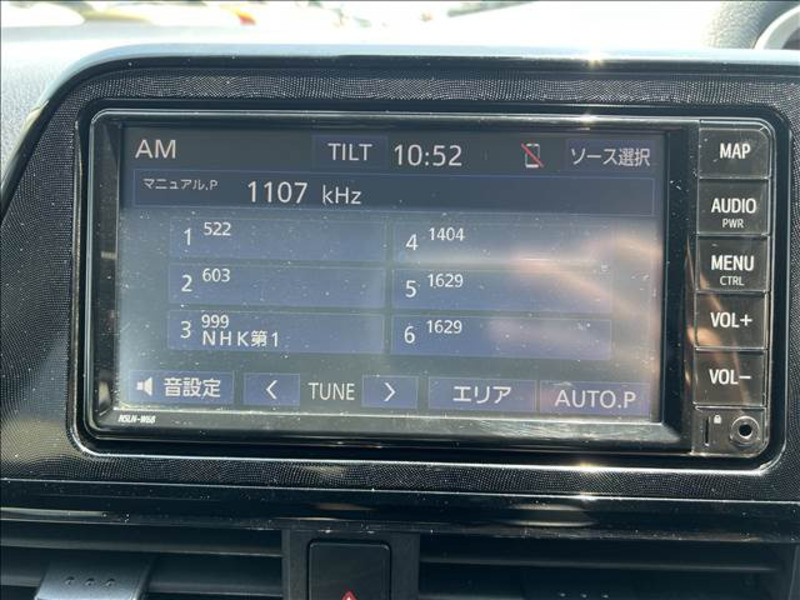 AM TILT 10:52 ソース選択
マニュアル.P 1107 kHz
1 522
2 603
3 999 NHK第1
4 1404
5 1629
6 1629
音設定 < TUNE > エリア AUTO.P
NSLN-W68
MAP
AUDIO
PWR
MENU
CTRL
VOL+
VOL-